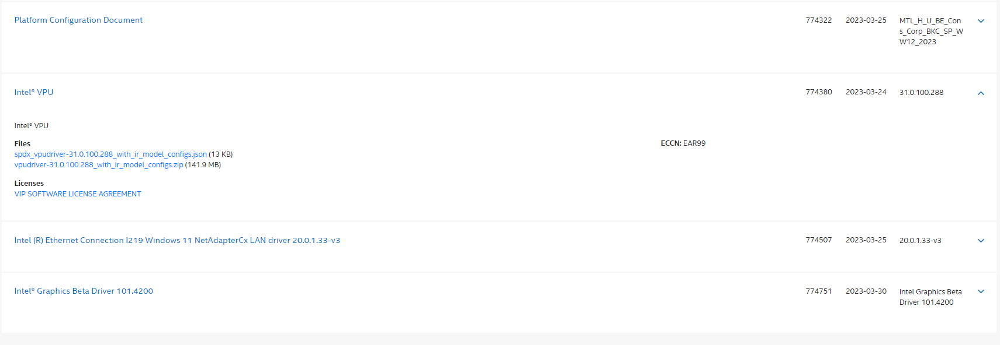 Platform Configuration Document 774322 2023-03-25 MTL_H_U_BE_Con
s_Corp_BKC_SP_W
W12_2023
Intel® VPU 774380 2023-03-24 31.0.100.288
Intel® VPU
Files ECCN: EAR99
spdx_vpudriver-31.0.100.288_with_ir_model_configs.json (13 KB)
vpudriver-31.0.100.288_with_ir_model_configs.zip (141.9 MB)
Licenses
VIP SOFTWARE LICENSE AGREEMENT
Intel (R) Ethernet Connection I219 Windows 11 NetAdapterCx LAN driver 20.0.1.33-v3 774507 2023-03-25 20.0.1.33-v3
Intel® Graphics Beta Driver 101.4200 774751 2023-03-30 Intel Graphics Beta
Driver 101.4200